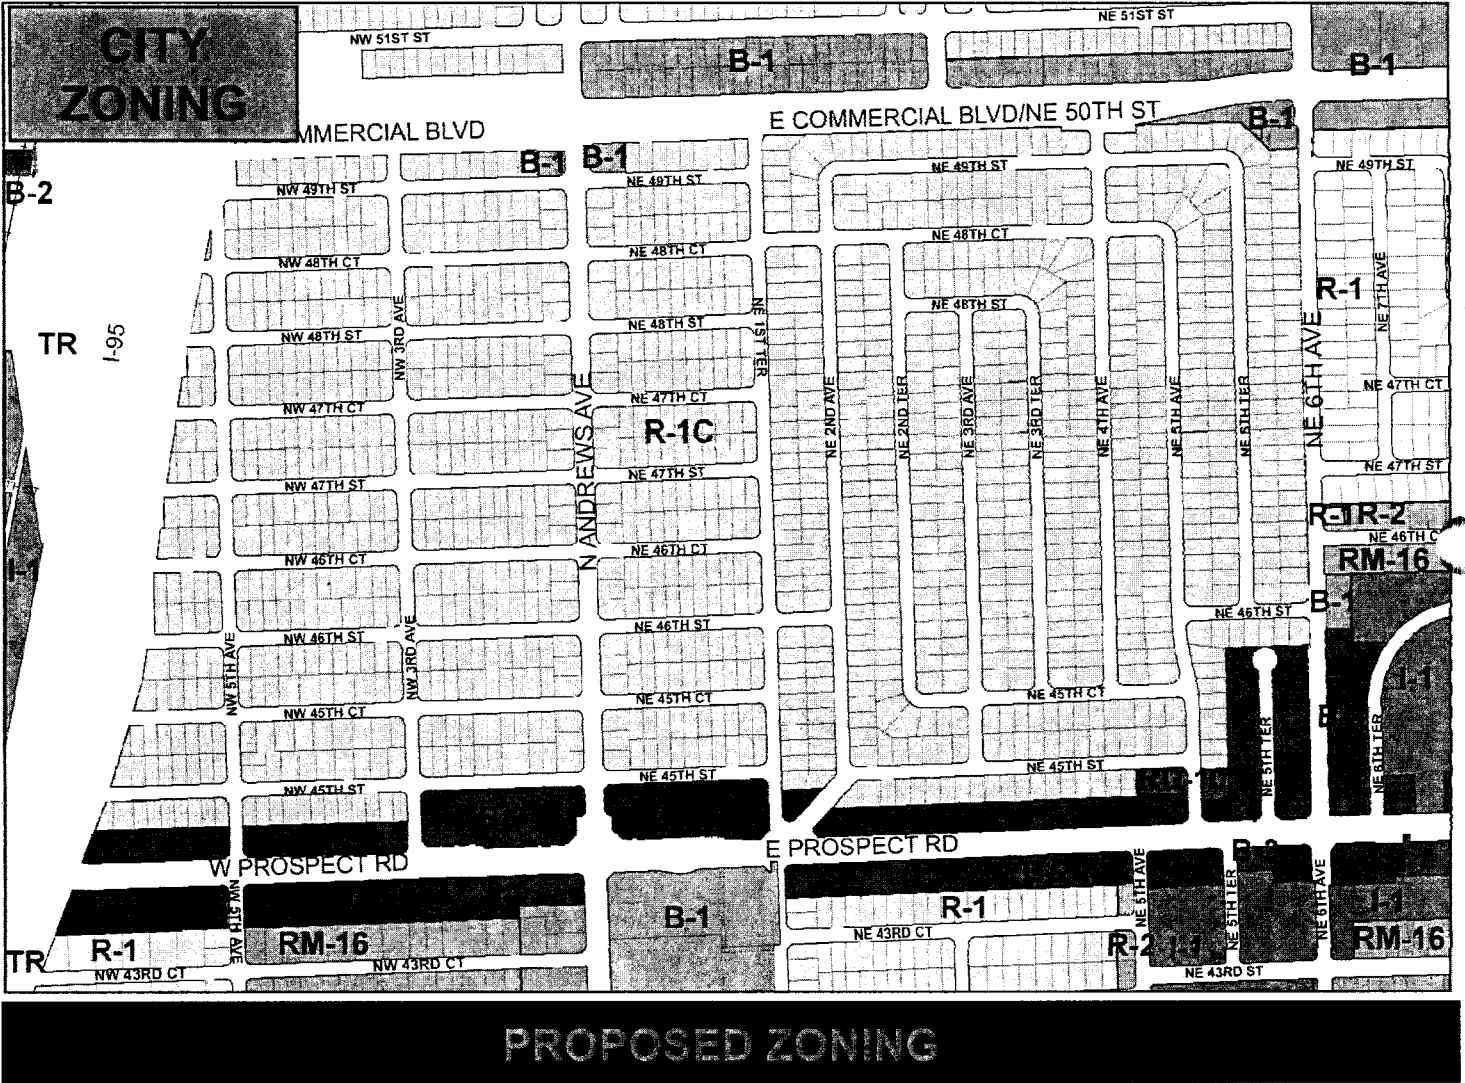 CITY
ZONING
NW 51ST ST
NE 51ST ST
B-1
B-1
MMERCIAL BLVD
E COMMERCIAL BLVD/NE 50TH ST
B-1
B-1
B-1
B-2
NW 49TH ST
NE 49TH ST
NE 49TH ST
NE 49TH ST
NW 48TH CT
NE 48TH CT
NE 48TH CT
R-1
NE 7TH AVE
NW 48TH ST
NE 48TH ST
NE 48TH ST
TR
I-95
NW 3RD AVE
NE 1ST TER
NE 6TH AVE
NW 47TH CT
NE 47TH CT
NE 47TH CT
N ANDREWS AVE
R-1C
NE 2ND AVE
NE 2ND TER
NE 3RD AVE
NE 3RD TER
NE 4TH AVE
NE 5TH AVE
NE 5TH TER
NW 47TH ST
NE 47TH ST
NE 47TH ST
R-1
R-2
NE 46TH C
NW 46TH CT
NE 46TH CT
RM-16
I-1
B-1
NW 46TH ST
NE 46TH ST
NE 46TH ST
NW 5TH AVE
NW 3RD AVE
I-1
NW 45TH CT
NE 45TH CT
NE 45TH CT
NE 5TH TER
NE 6TH TER
NW 45TH ST
NE 45TH ST
NE 45TH ST
W PROSPECT RD
E PROSPECT RD
NW 5TH AVE
NE 5TH AVE
NE 5TH TER
NE 6TH AVE
R-1
RM-16
B-1
R-1
I-1
TR
NW 43RD CT
NW 43RD CT
NE 43RD CT
R-2
I-1
RM-16
NE 43RD ST
PROPOSED ZONING